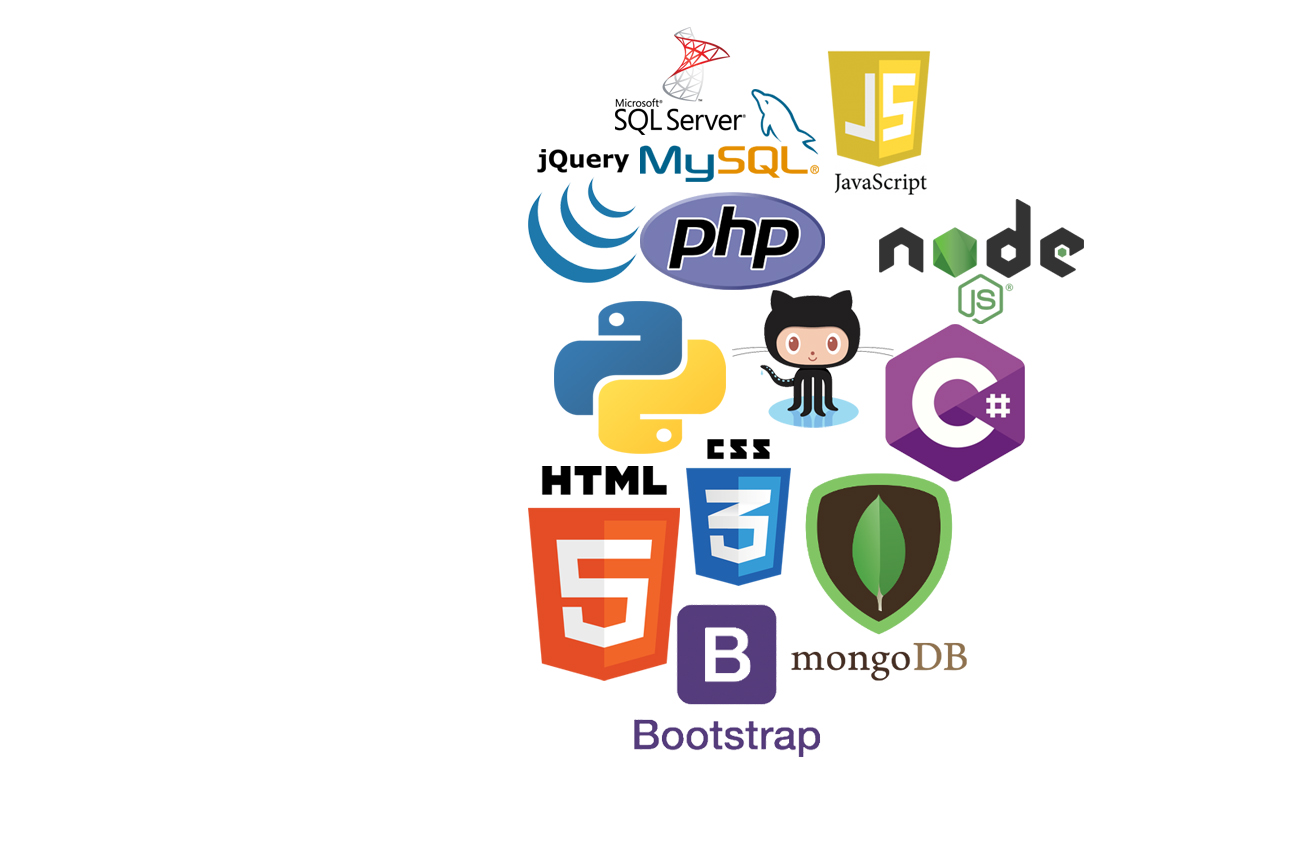 Microsoft®
SQL Server®
JS
JavaScript
jQuery
MySQL®
php
node
JS®
C#
CSS
3
HTML
5
B
mongoDB
Bootstrap